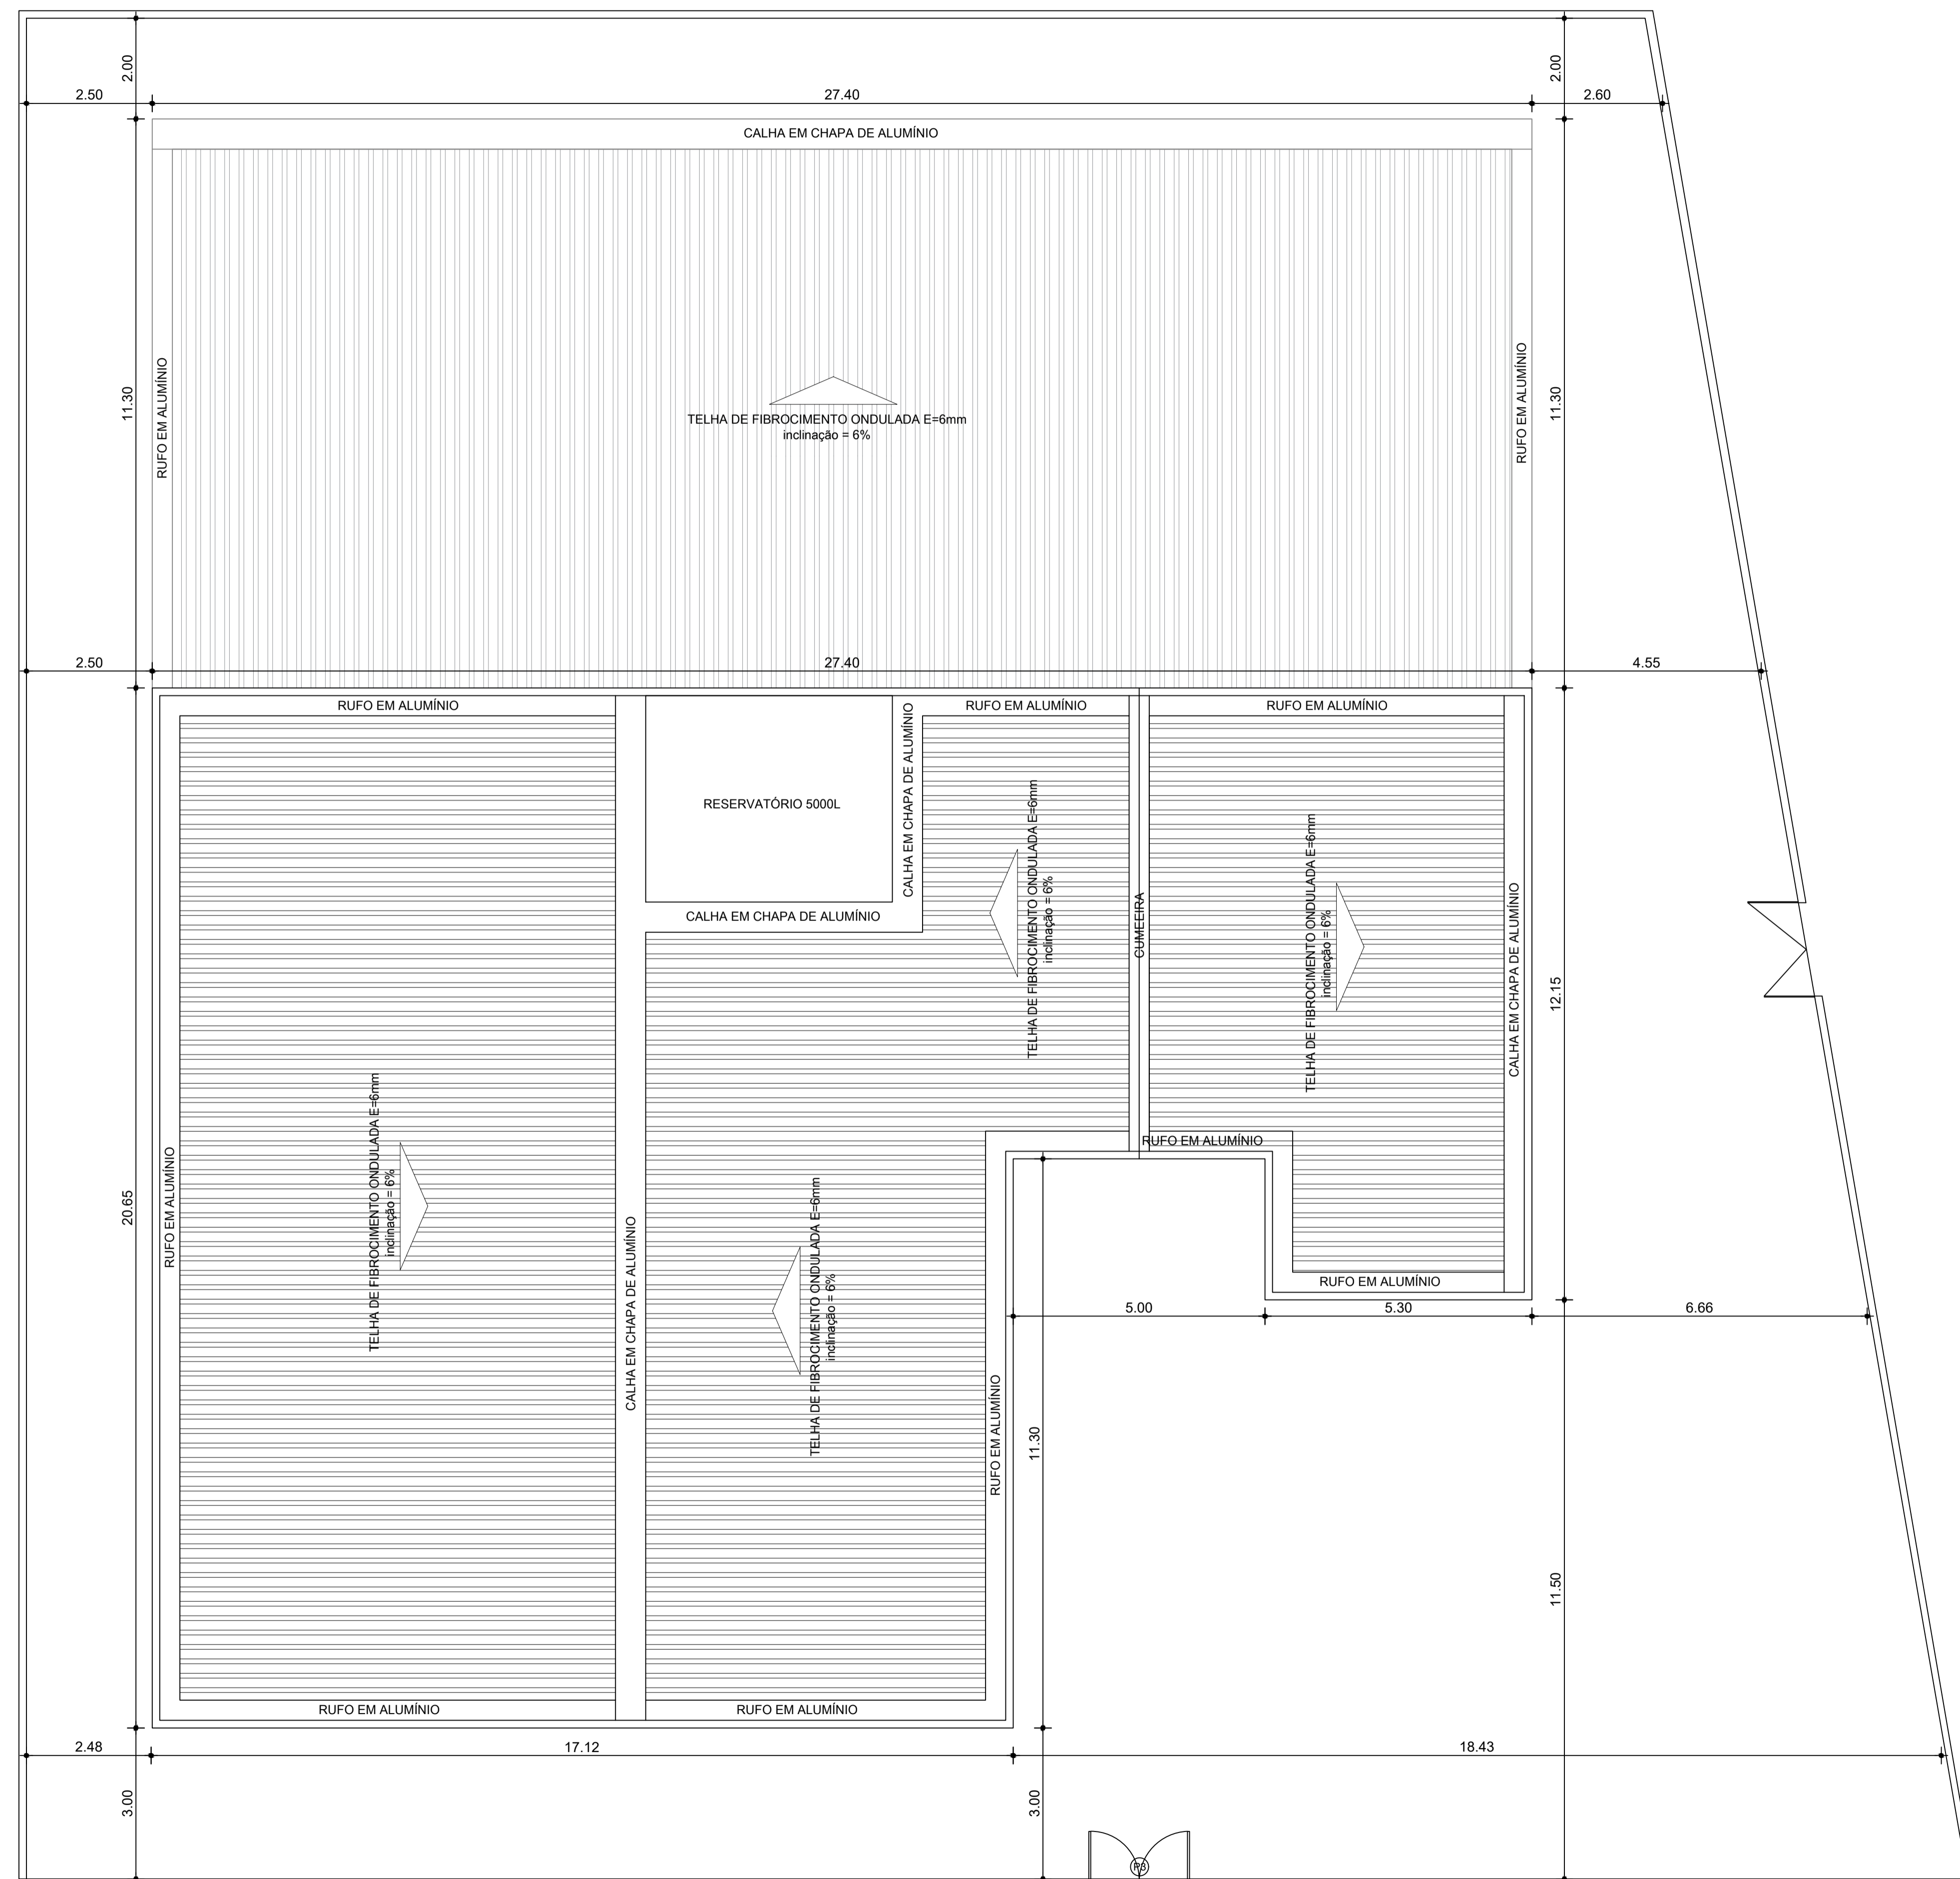 2.00
2.00
2.50
27.40
2.60
CALHA EM CHAPA DE ALUMÍNIO
RUFO EM ALUMÍNIO
11.30
TELHA DE FIBROCIMENTO ONDULADA E=6mm
inclinação = 6%
RUFO EM ALUMÍNIO
11.30
2.50
27.40
4.55
RUFO EM ALUMÍNIO
RUFO EM ALUMÍNIO
RUFO EM ALUMÍNIO
RESERVATÓRIO 5000L
CALHA EM CHAPA DE ALUMÍNIO
CALHA EM CHAPA DE ALUMÍNIO
TELHA DE FIBROCIMENTO ONDULADA E=6mm
inclinação = 6%
CUMEEIRA
TELHA DE FIBROCIMENTO ONDULADA E=6mm
inclinação = 6%
CALHA EM CHAPA DE ALUMÍNIO
12.15
RUFO EM ALUMÍNIO
20.65
RUFO EM ALUMÍNIO
TELHA DE FIBROCIMENTO ONDULADA E=6mm
inclinação = 6%
CALHA EM CHAPA DE ALUMÍNIO
TELHA DE FIBROCIMENTO ONDULADA E=6mm
inclinação = 6%
RUFO EM ALUMÍNIO
RUFO EM ALUMÍNIO
5.00
5.30
6.66
11.30
11.50
RUFO EM ALUMÍNIO
RUFO EM ALUMÍNIO
2.48
17.12
18.43
3.00
3.00
P3